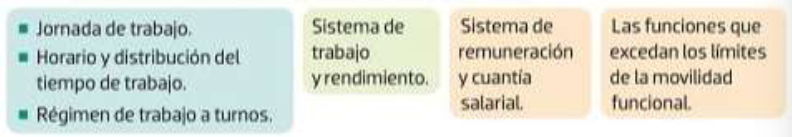 Jornada de trabajo.
Horario y distribución del
tiempo de trabajo.
Régimen de trabajo a turnos.
Sistema de
trabajo
y rendimiento.
Sistema de
remuneración
y cuantía
salarial.
Las funciones que
excedan los límites
de la movilidad
funcional.